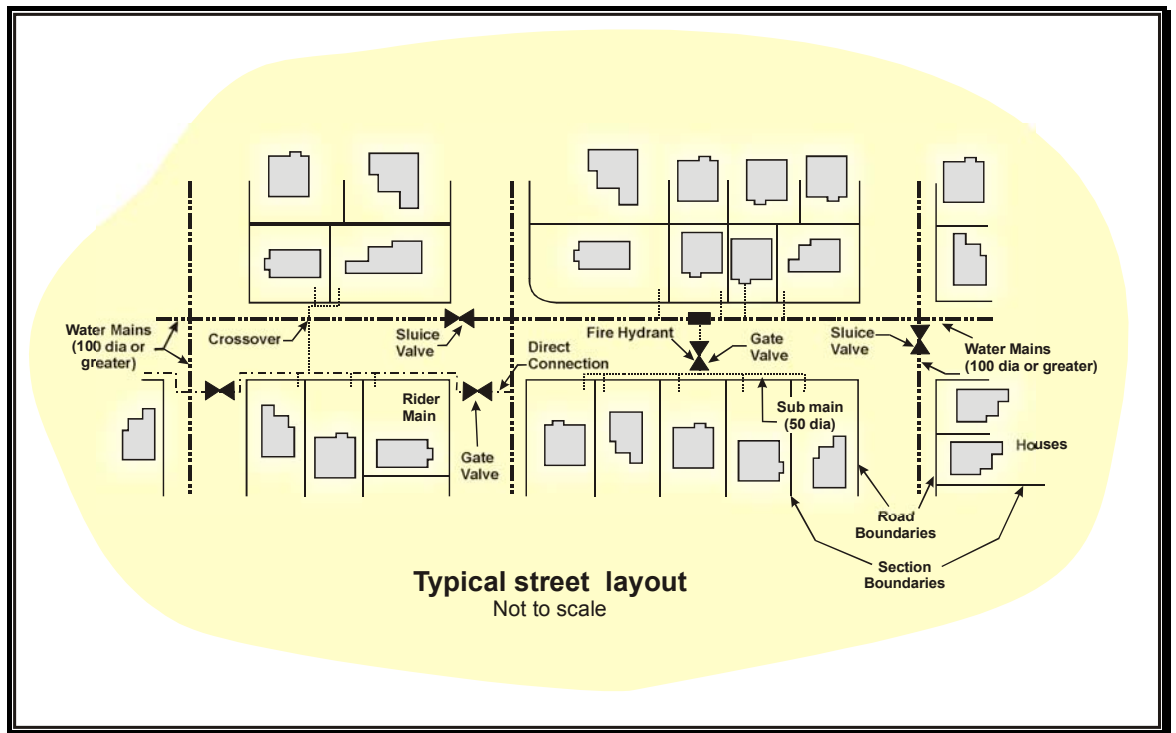 Water Mains
(100 dia or
greater)
Crossover
Sluice
Valve
Fire Hydrant
Gate
Valve
Sluice
Valve
Water Mains
(100 dia or greater)
Direct
Connection
Rider
Main
Gate
Valve
Sub main
(50 dia)
Houses
Road
Boundaries
Section
Boundaries
Typical street layout
Not to scale